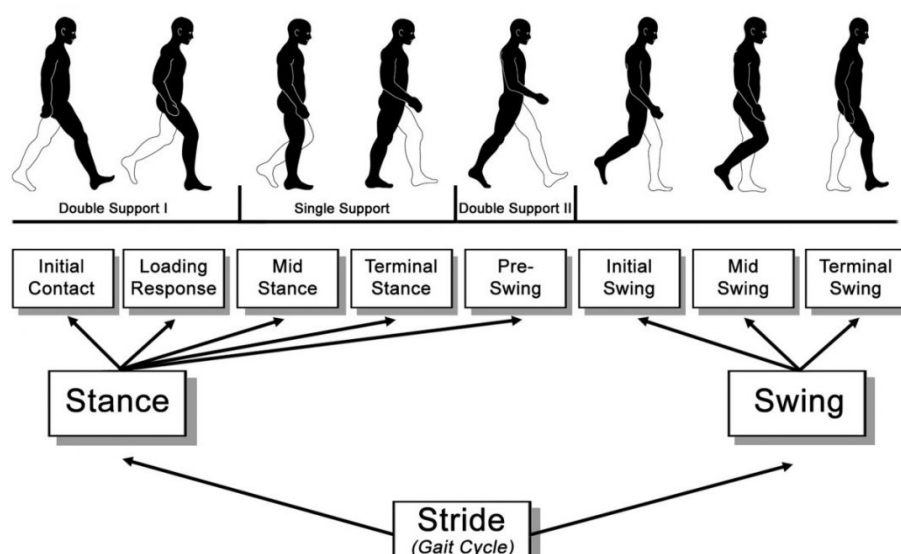 Double Support I
Single Support
Double Support II
Initial
Contact
Loading
Response
Mid
Stance
Terminal
Stance
Pre-
Swing
Initial
Swing
Mid
Swing
Terminal
Swing
Stance
Swing
Stride
(Gait Cycle)